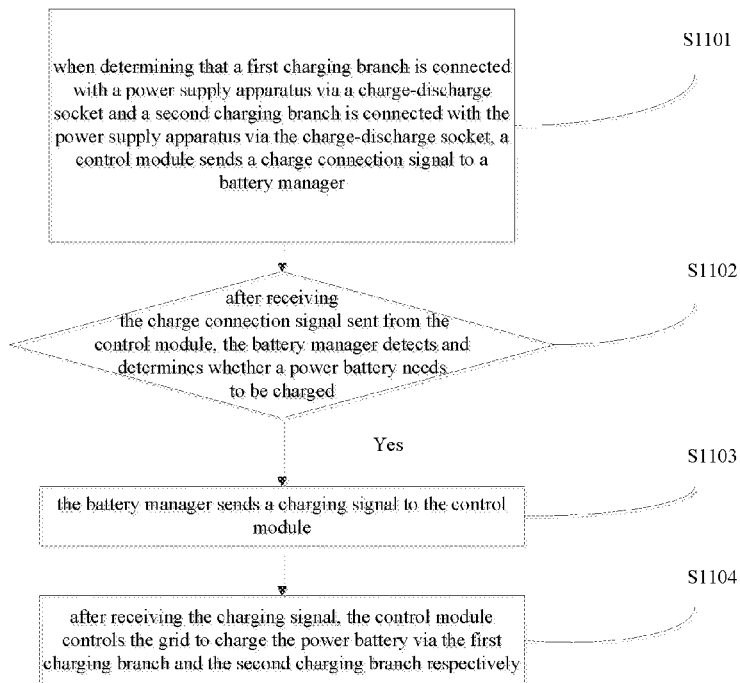 S1101
when determining that a first charging branch is connected
with a power supply apparatus via a charge-discharge
socket and a second charging branch is connected with the
power supply apparatus via the charge-discharge socket, a
control module sends a charge connection signal to a
battery manager
S1102
after receiving
the charge connection signal sent from the
control module, the battery manager detects and
determines whether a power battery needs
to be charged
Yes
S1103
the battery manager sends a charging signal to the control
module
S1104
after receiving the charging signal, the control module
controls the grid to charge the power battery via the first
charging branch and the second charging branch respectively